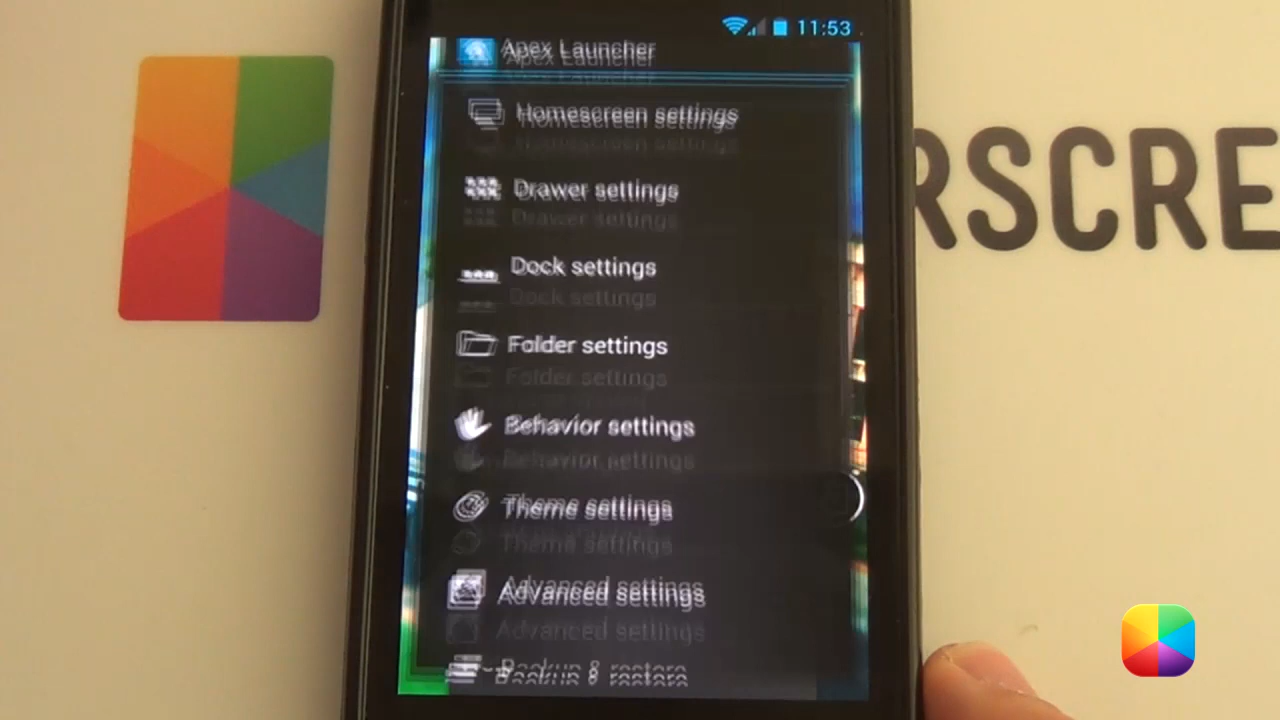 11:53
Apex Launcher
RSCRE
Homescreen settings
Drawer settings
Dock settings
Folder settings
Behavior settings
Theme settings
Advanced settings
Backup & restore